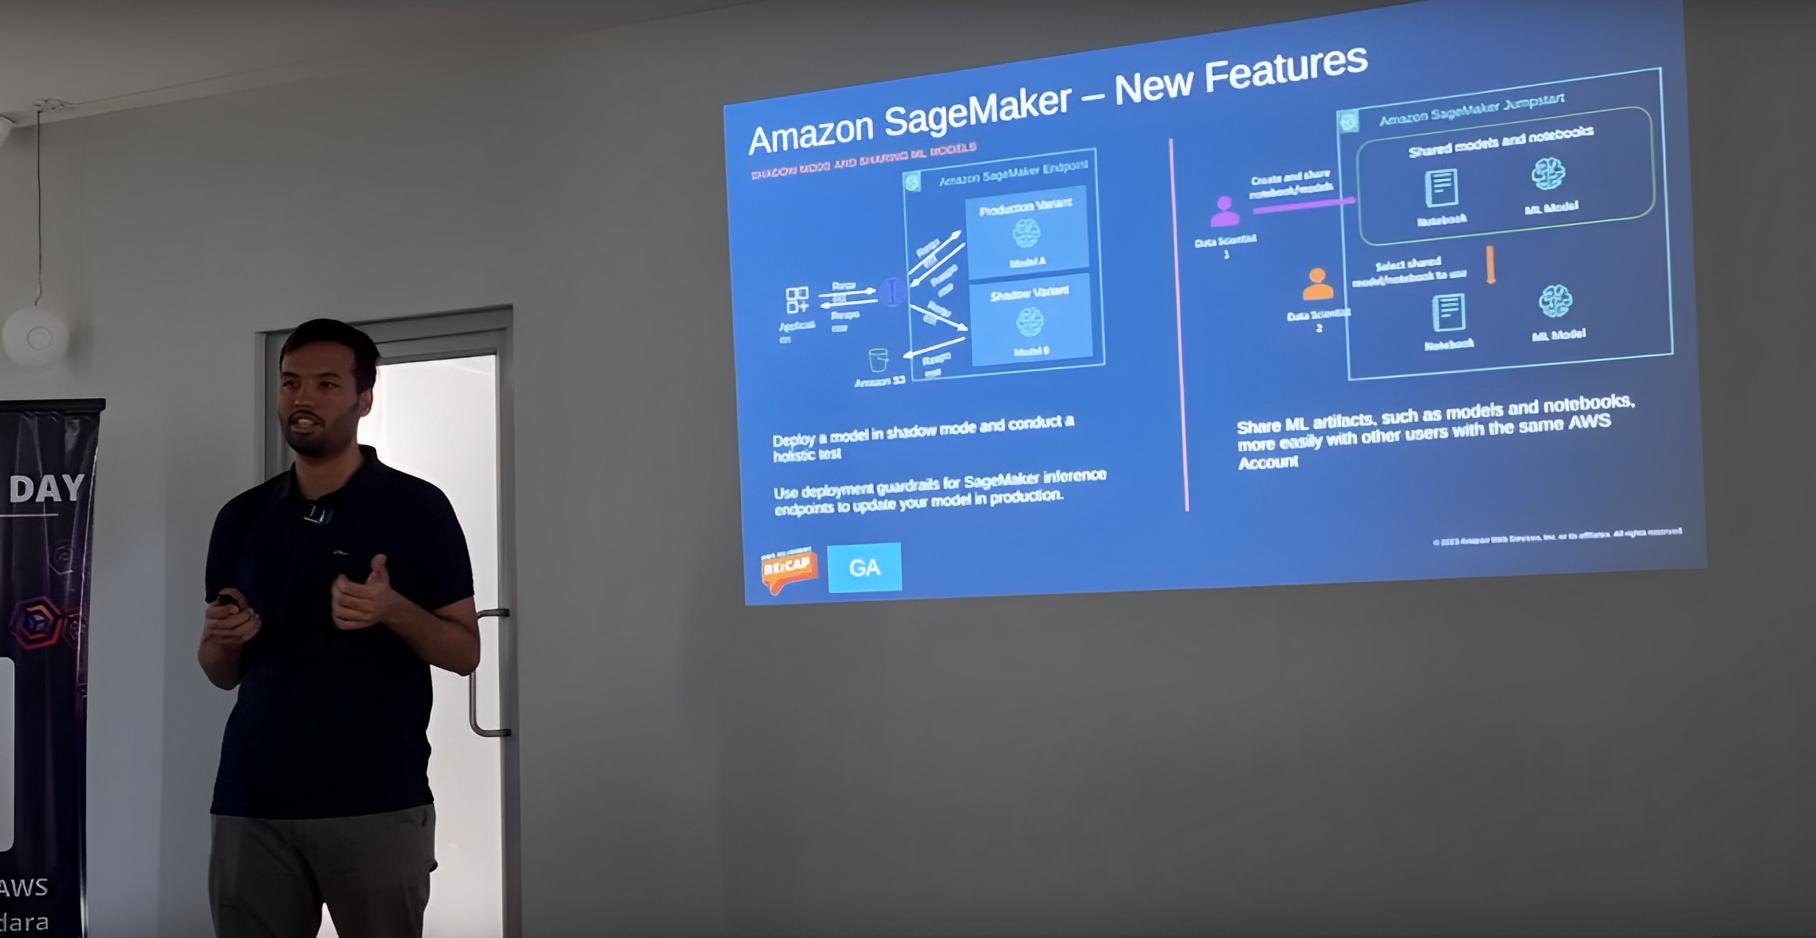 Amazon SageMaker – New Features
SHADOW MODE AND SHARING ML MODELS
Amazon SageMaker Endpoint
Production Variant
Model A
Shadow Variant
Model B
Amazon S3
Deploy a model in shadow mode and conduct a
holistic test
Use deployment guardrails for SageMaker inference
endpoints to update your model in production.
RE:CAP
GA
Amazon SageMaker Jumpstart
Shared models and notebooks
Notebook
ML Model
Create and share
notebook/models
Data Scientist
1
Select shared
model/notebook to use
Data Scientist
2
Notebook
ML Model
Share ML artifacts, such as models and notebooks,
more easily with other users with the same AWS
Account
© 2023 Amazon Web Services, Inc. or its affiliates. All rights reserved
DAY
AWS
dara